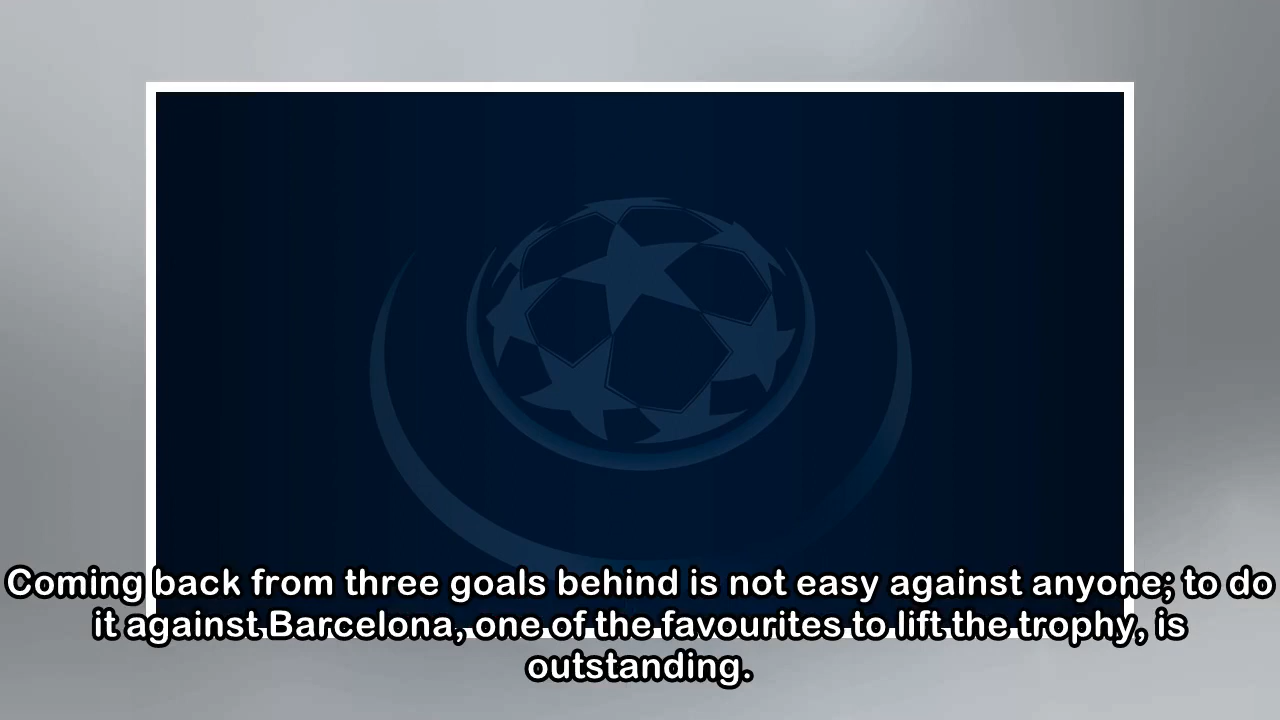 Coming back from three goals behind is not easy against anyone; to do
it against Barcelona, one of the favourites to lift the trophy, is
outstanding.